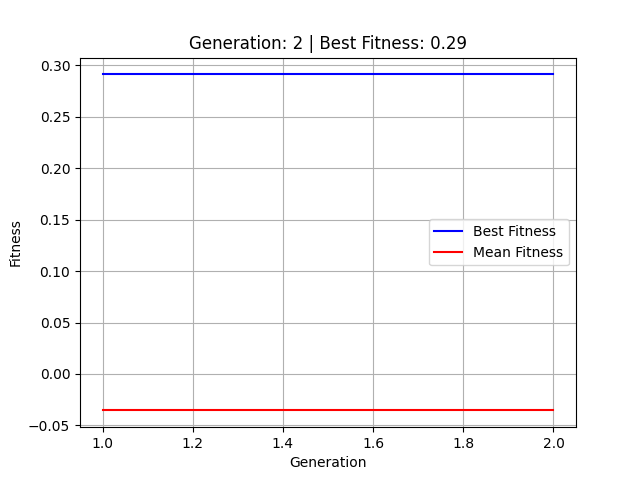 Generation: 2 | Best Fitness: 0.29
Fitness
0.30
0.25
0.20
0.15
0.10
0.05
0.00
−0.05
Best Fitness
Mean Fitness
1.0 1.2 1.4 1.6 1.8 2.0
Generation